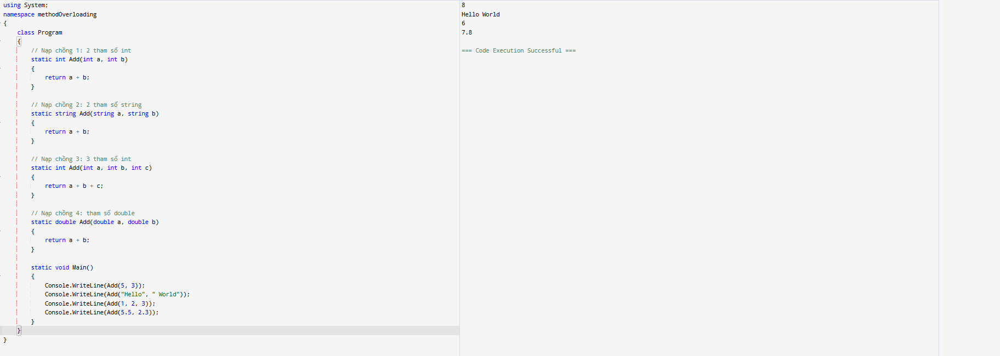 using System;
namespace methodOverloading
{
    class Program
    {
        // Nạp chồng 1: 2 tham số int
        static int Add(int a, int b)
        {
            return a + b;
        }

        // Nạp chồng 2: 2 tham số string
        static string Add(string a, string b)
        {
            return a + b;
        }

        // Nạp chồng 3: 3 tham số int
        static int Add(int a, int b, int c)
        {
            return a + b + c;
        }

        // Nạp chồng 4: tham số double
        static double Add(double a, double b)
        {
            return a + b;
        }

        static void Main()
        {
            Console.WriteLine(Add(5, 3));
            Console.WriteLine(Add("Hello", " World"));
            Console.WriteLine(Add(1, 2, 3));
            Console.WriteLine(Add(5.5, 2.3));
        }
    }
}
8
Hello World
6
7.8

=== Code Execution Successful ===